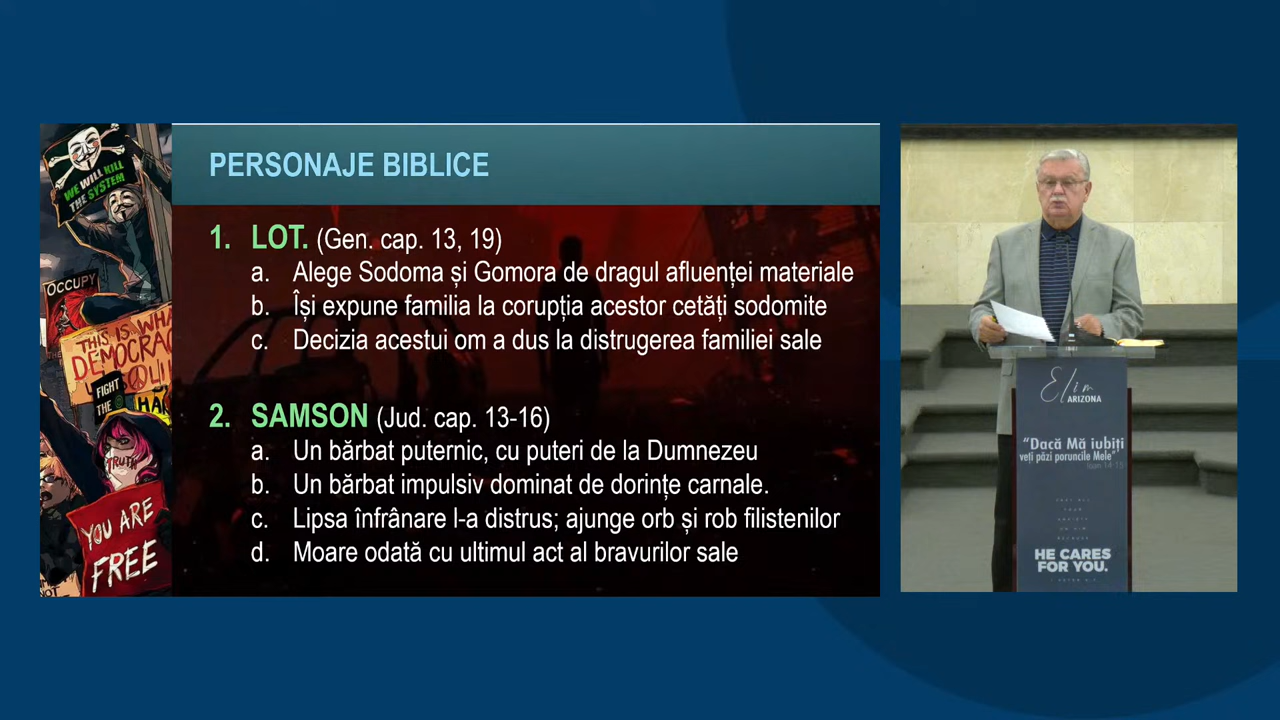 PERSONAJE BIBLICE
1. LOT. (Gen. cap. 13, 19)
a. Alege Sodoma și Gomora de dragul afluenței materiale
b. Își expune familia la corupția acestor cetăți sodomite
c. Decizia acestui om a dus la distrugerea familiei sale
2. SAMSON (Jud. cap. 13-16)
a. Un bărbat puternic, cu puteri de la Dumnezeu
b. Un bărbat impulsiv dominat de dorințe carnale.
c. Lipsa înfrânare l-a distrus; ajunge orb și rob filistenilor
d. Moare odată cu ultimul act al bravurilor sale
WE WILL KILL
THE SYSTEM
OCCUPY
THIS IS WHA
DEMOCRAC
FIGHT
THE
TRUTH
YOU ARE
FREE
Elim
ARIZONA
“Dacă Mă iubiți
veți păzi poruncile Mele”
Ioan 14:15
HE CARES
FOR YOU.